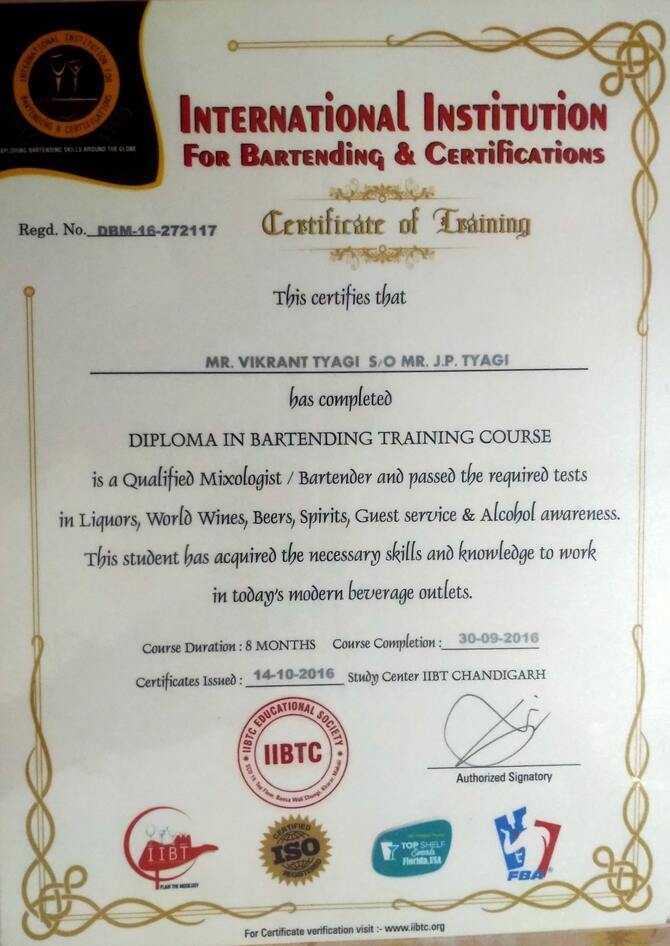 INTERNATIONAL INSTITUTION FOR
BARTENDING & CERTIFICATIONS
EXPLORING BARTENDING SKILLS AROUND THE GLOBE
INTERNATIONAL INSTITUTION
FOR BARTENDING & CERTIFICATIONS
Regd. No. DBM-16-272117
Certificate of Training
This certifies that
MR. VIKRANT TYAGI S/O MR. J.P. TYAGI
has completed
DIPLOMA IN BARTENDING TRAINING COURSE
is a Qualified Mixologist / Bartender and passed the required tests
in Liquors, World Wines, Beers, Spirits, Guest service & Alcohol awareness.
This student has acquired the necessary skills and knowledge to work
in today's modern beverage outlets.
Course Duration : 8 MONTHS Course Completion : 30-09-2016
Certificates Issued : 14-10-2016 Study Center IIBT CHANDIGARH
IIBTC EDUCATIONAL SOCIETY
IIBTC
Authorized Signatory
IIBT
FLAIR THE MIXOLOGY
CERTIFIED
ISO
REGISTERED
TOP SHELF
Events
Florida, USA
FBA®
For Certificate verification visit :- www.iibtc.org